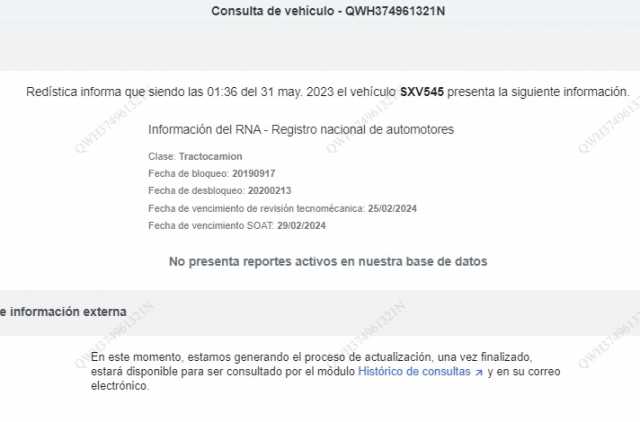 Consulta de vehículo - QWH374961321N
Redística informa que siendo las 01:36 del 31 may. 2023 el vehículo SXV545 presenta la siguiente información.
Información del RNA - Registro nacional de automotores
Clase: Tractocamion
Fecha de bloqueo: 20190917
Fecha de desbloqueo: 20200213
Fecha de vencimiento de revisión tecnomécanica: 25/02/2024
Fecha de vencimiento SOAT: 29/02/2024
No presenta reportes activos en nuestra base de datos
e información externa
En este momento, estamos generando el proceso de actualización, una vez finalizado,
estará disponible para ser consultado por el módulo Histórico de consultas ↗ y en su correo
electrónico.
QWH374961321N
QWH374961321N
QWH374961321N
QWH374961321N